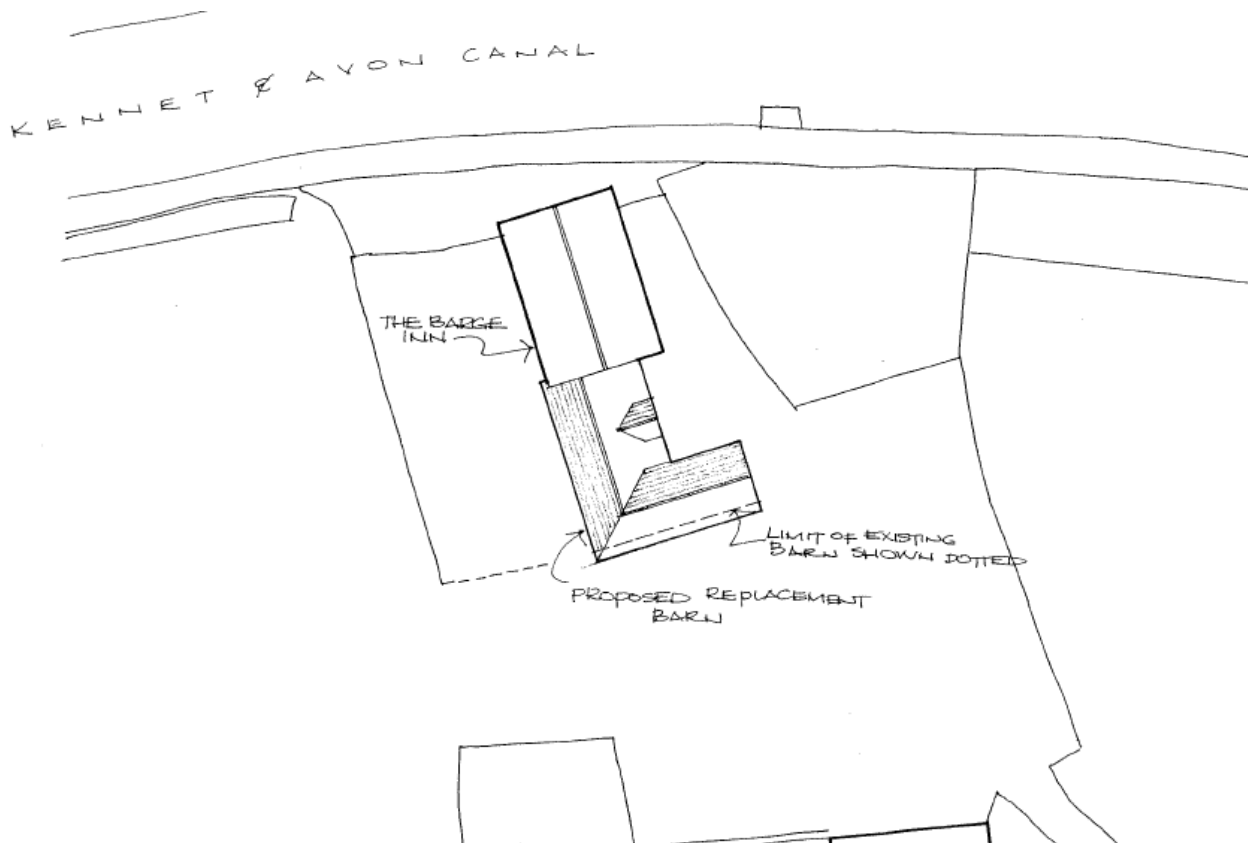 KENNET & AVON CANAL
THE BARGE
INN
LIMIT OF EXISTING
BARN SHOWN DOTTED
PROPOSED REPLACEMENT
BARN